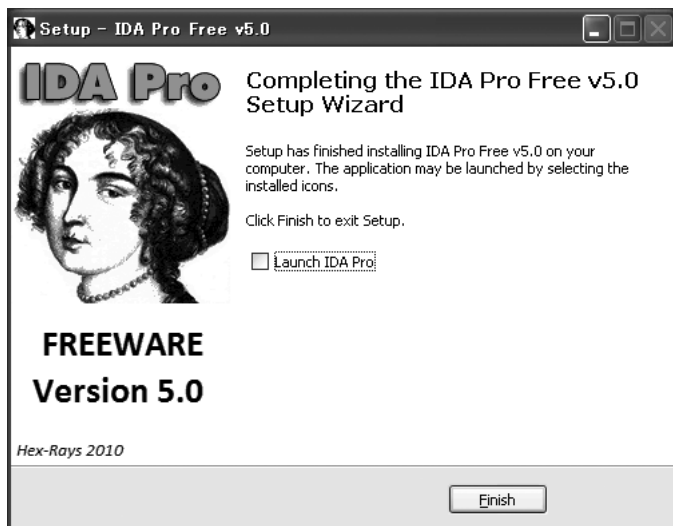 Setup - IDA Pro Free v5.0
IDA Pro
Completing the IDA Pro Free v5.0
Setup Wizard
Setup has finished installing IDA Pro Free v5.0 on your
computer. The application may be launched by selecting the
installed icons.
Click Finish to exit Setup.
Launch IDA Pro
FREEWARE
Version 5.0
Hex-Rays 2010
Finish